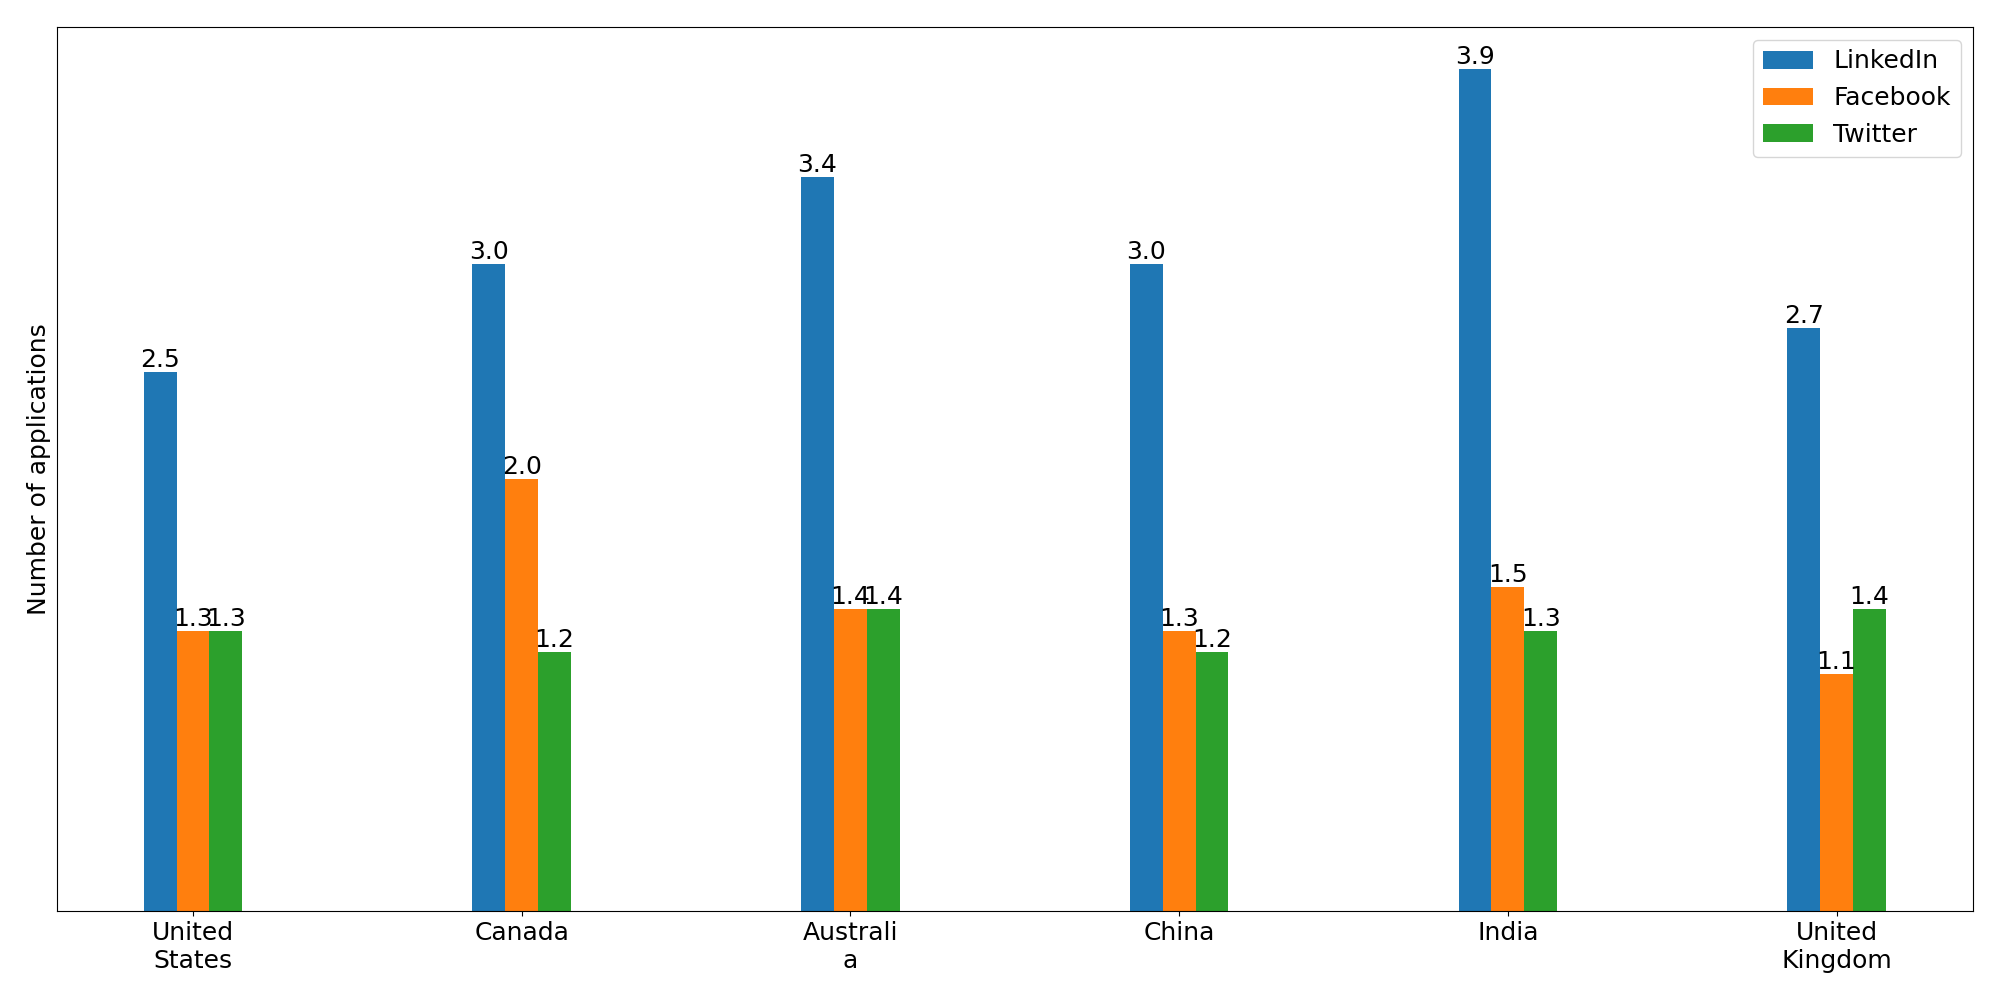 LinkedIn
Facebook
Twitter
Number of applications
2.5
1.3
1.3
3.0
2.0
1.2
3.4
1.4
1.4
3.0
1.3
1.2
3.9
1.5
1.3
2.7
1.1
1.4
United
States
Canada
Australi
a
China
India
United
Kingdom